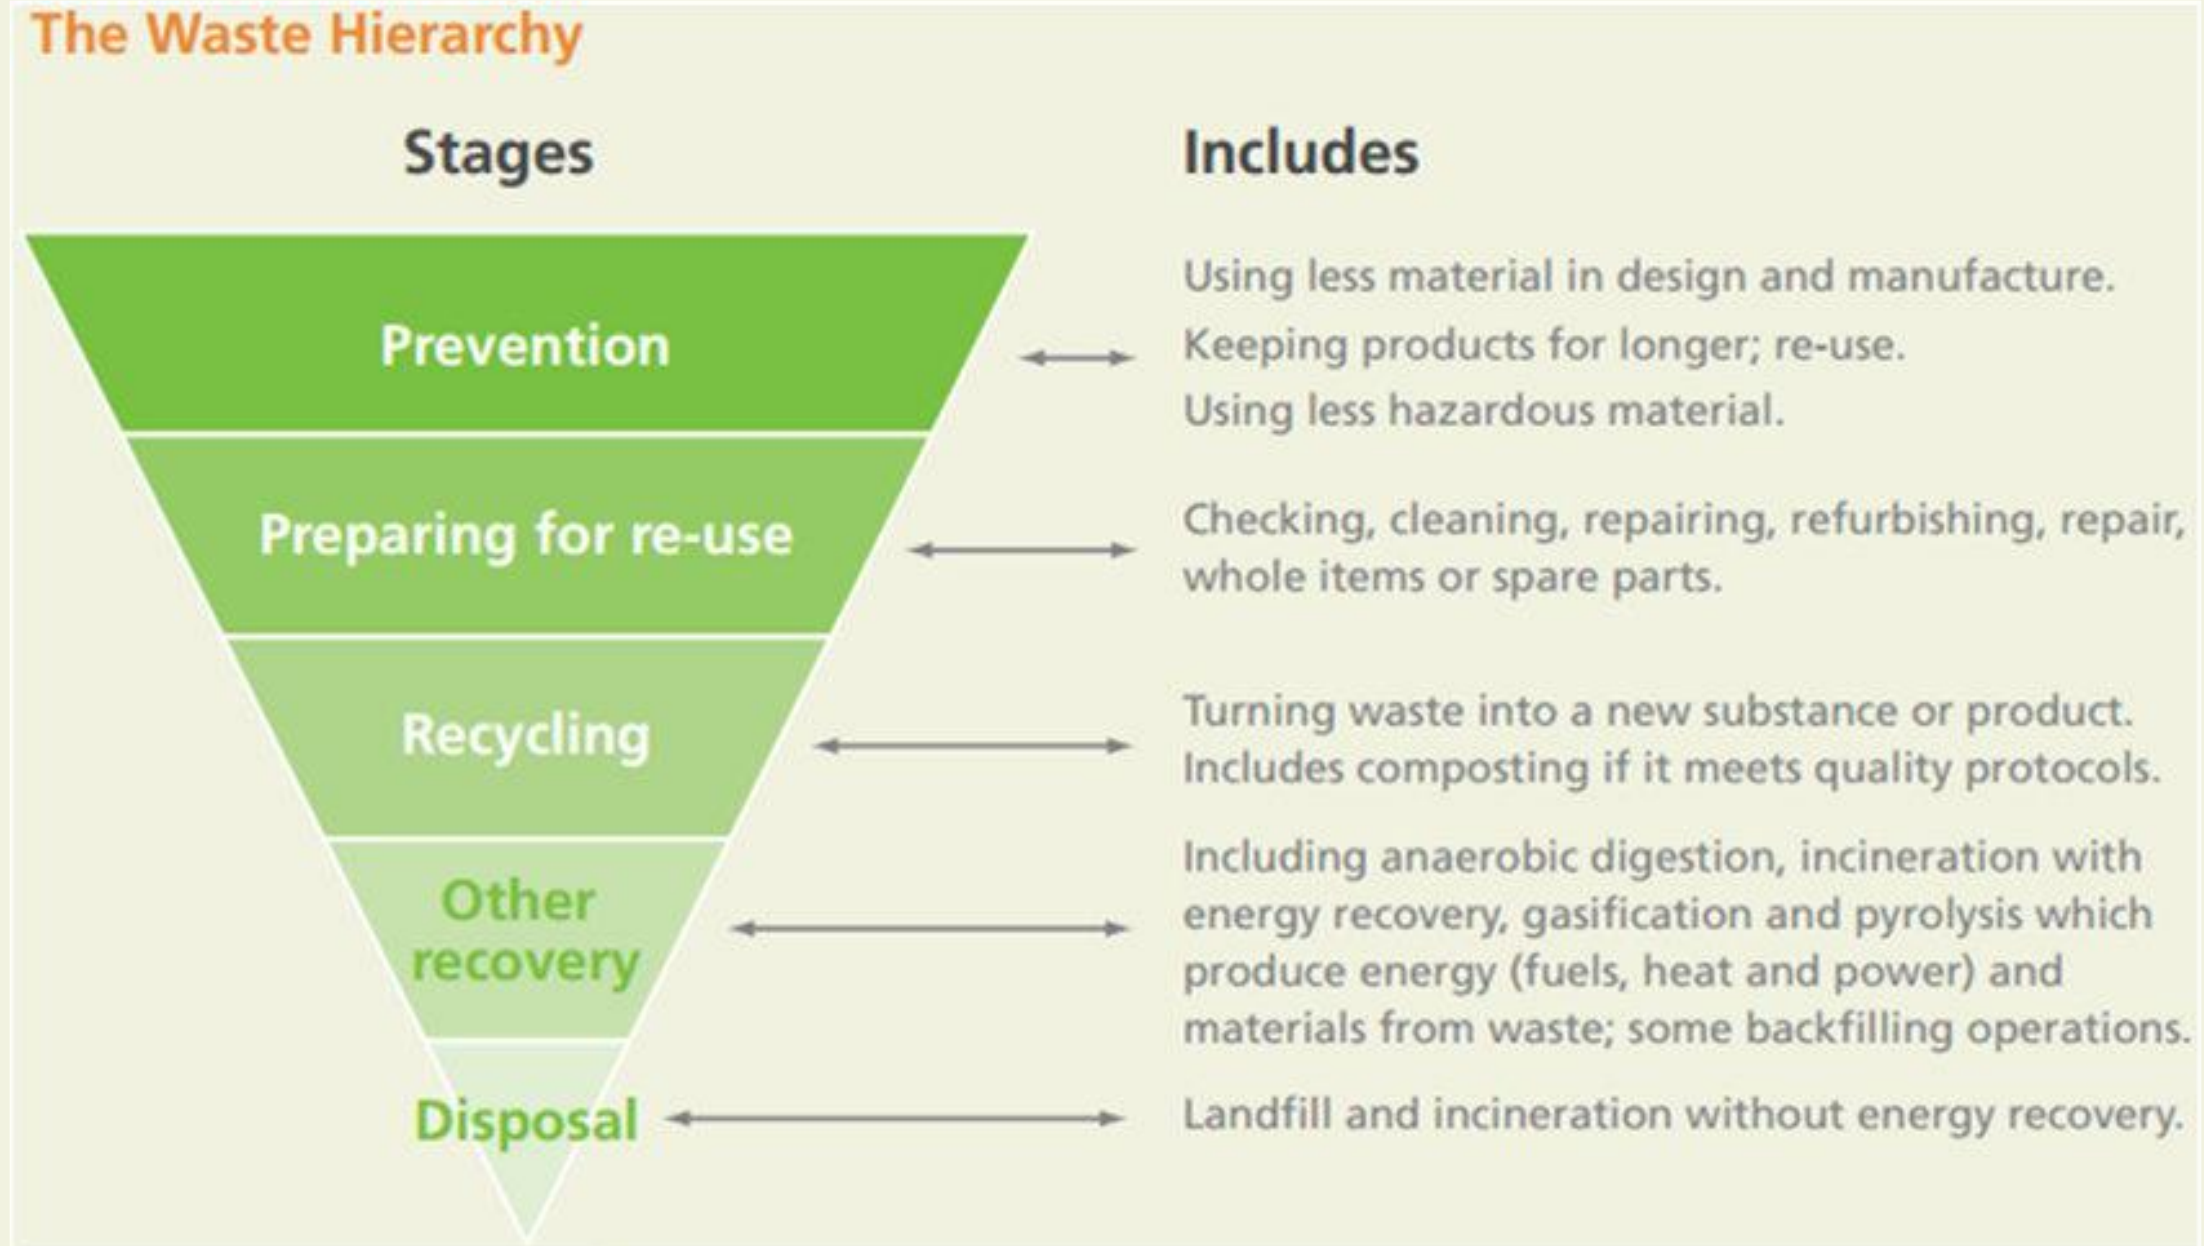 The Waste Hierarchy
Stages
Includes
Prevention
Using less material in design and manufacture.
Keeping products for longer; re-use.
Using less hazardous material.
Preparing for re-use
Checking, cleaning, repairing, refurbishing, repair,
whole items or spare parts.
Recycling
Turning waste into a new substance or product.
Includes composting if it meets quality protocols.
Other
recovery
Including anaerobic digestion, incineration with
energy recovery, gasification and pyrolysis which
produce energy (fuels, heat and power) and
materials from waste; some backfilling operations.
Disposal
Landfill and incineration without energy recovery.